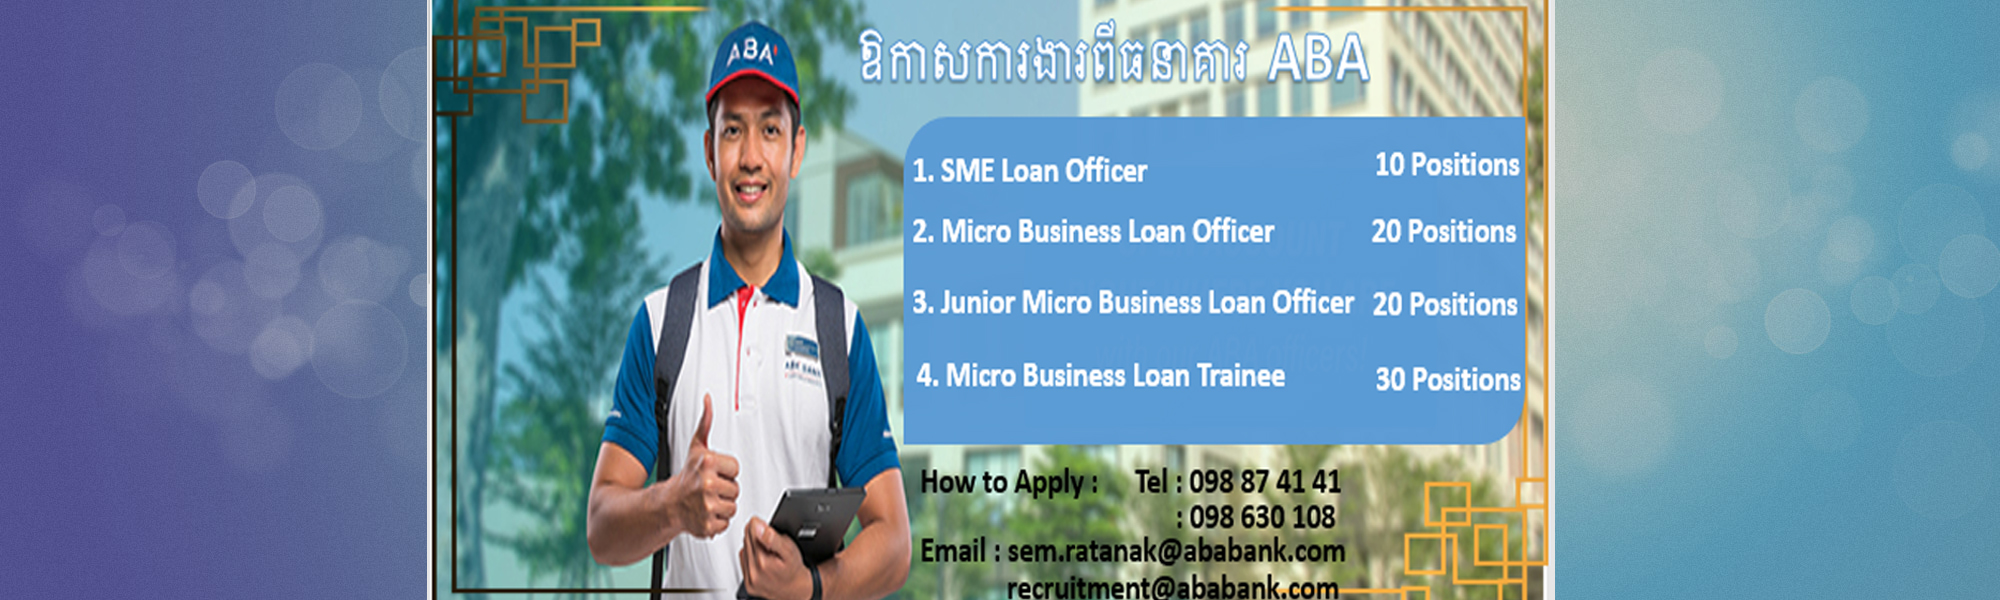 ABA'
ឱកាសការងារពីធនាគារ ABA
1. SME Loan Officer 10 Positions
2. Micro Business Loan Officer 20 Positions
3. Junior Micro Business Loan Officer 20 Positions
4. Micro Business Loan Trainee 30 Positions
How to Apply : Tel : 098 87 41 41
: 098 630 108
Email : sem.ratanak@ababank.com
recruitment@ababank.com